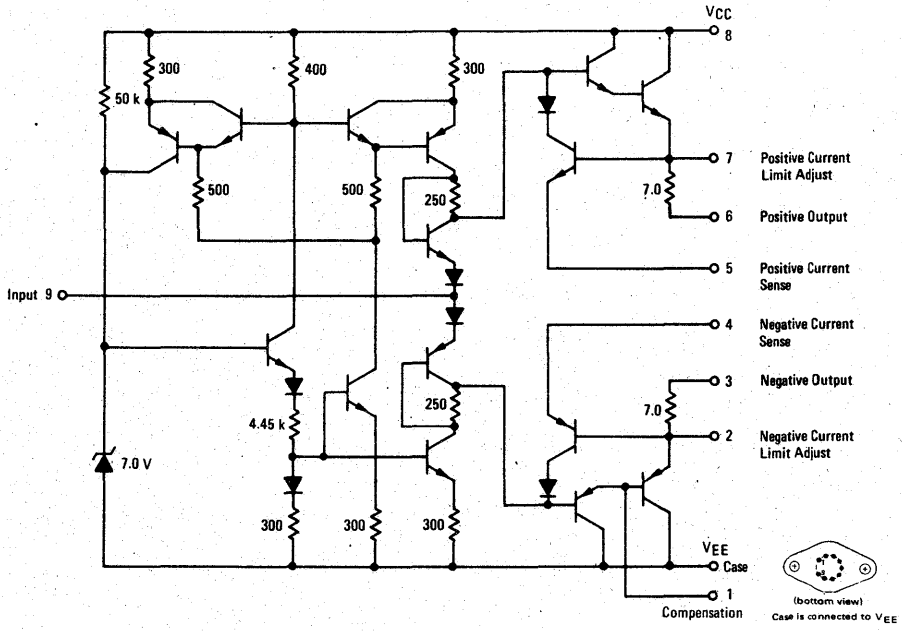 VCC
8
300
400
300
50 k
500
500
250
7.0
7 Positive Current
Limit Adjust
6 Positive Output
5 Positive Current
Sense
Input 9
4 Negative Current
Sense
3 Negative Output
7.0
2 Negative Current
Limit Adjust
250
4.45 k
7.0 V
300
300
300
VEE
Case
1
Compensation
(bottom view)
Case is connected to VEE